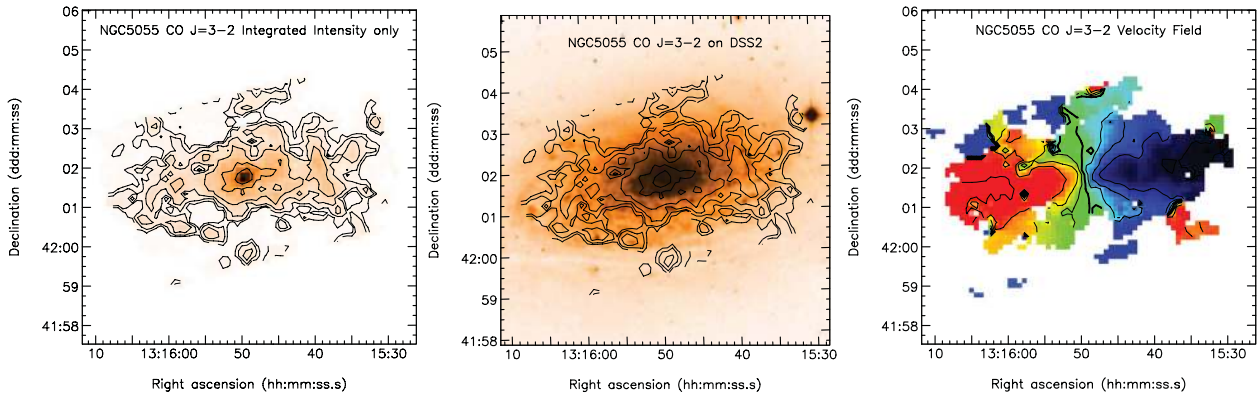 NGC5055 CO J=3-2 Integrated Intensity only
06
05
04
03
02
01
42:00
59
41:58
Declination (ddd:mm:ss)
10 13:16:00 50 40 15:30
Right ascension (hh:mm:ss.s)
NGC5055 CO J=3-2 on DSS2
06
05
04
03
02
01
42:00
59
41:58
Declination (ddd:mm:ss)
10 13:16:00 50 40 15:30
Right ascension (hh:mm:ss.s)
NGC5055 CO J=3-2 Velocity Field
06
05
04
03
02
01
42:00
59
41:58
Declination (ddd:mm:ss)
10 13:16:00 50 40 15:30
Right ascension (hh:mm:ss.s)